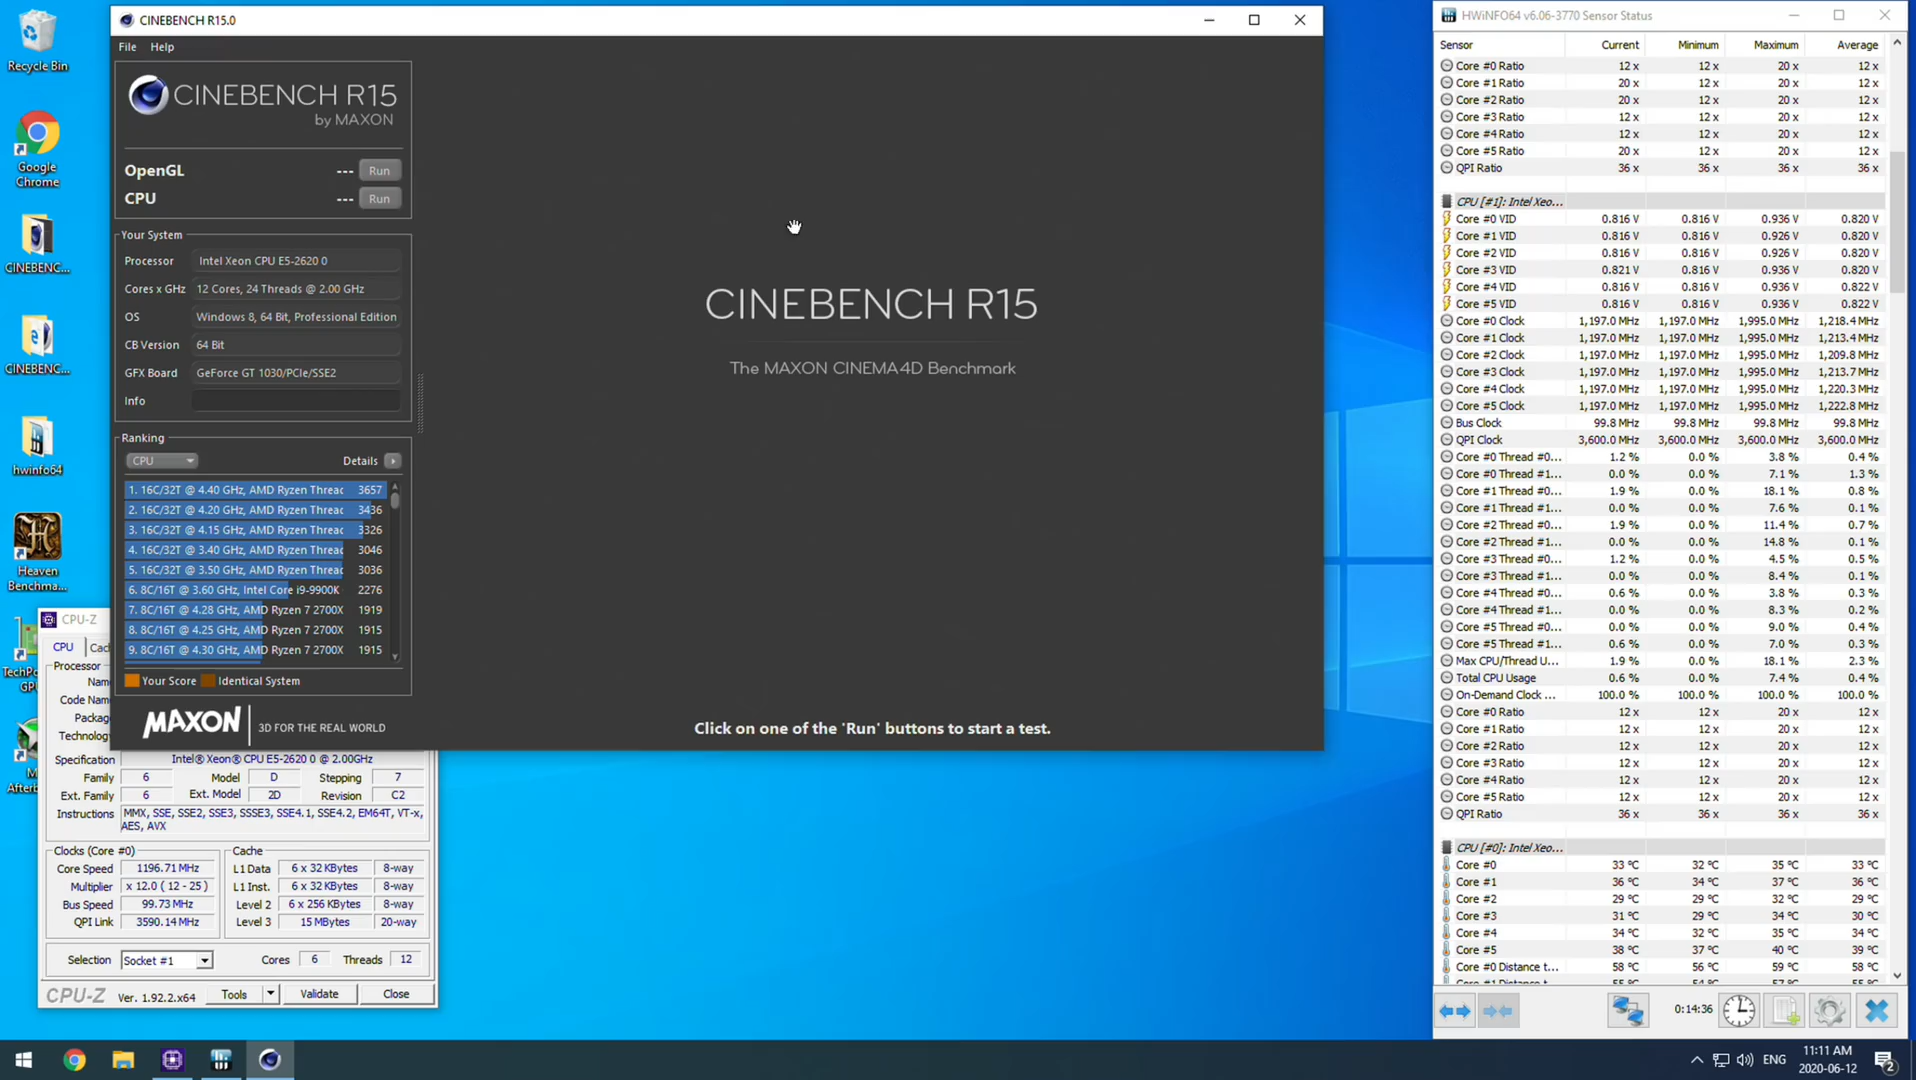 Recycle Bin
Google
Chrome
CINEBENC...
CINEBENC...
hwinfo64
Heaven
Benchma...
TechPo
GPU
M
Afterb
CINEBENCH R15.0
File Help
CINEBENCH R15
by MAXON
OpenGL --- Run
CPU --- Run
Your System
Processor Intel Xeon CPU E5-2620 0
Cores x GHz 12 Cores, 24 Threads @ 2.00 GHz
OS Windows 8, 64 Bit, Professional Edition
CB Version 64 Bit
GFX Board GeForce GT 1030/PCIe/SSE2
Info
Ranking
CPU Details
1. 16C/32T @ 4.40 GHz, AMD Ryzen Threac 3657
2. 16C/32T @ 4.20 GHz, AMD Ryzen Threac 3436
3. 16C/32T @ 4.15 GHz, AMD Ryzen Threac 3326
4. 16C/32T @ 3.40 GHz, AMD Ryzen Threac 3046
5. 16C/32T @ 3.50 GHz, AMD Ryzen Threac 3036
6. 8C/16T @ 3.60 GHz, Intel Core i9-9900K 2276
7. 8C/16T @ 4.28 GHz, AMD Ryzen 7 2700X 1919
8. 8C/16T @ 4.25 GHz, AMD Ryzen 7 2700X 1915
9. 8C/16T @ 4.30 GHz, AMD Ryzen 7 2700X 1915
Your Score Identical System
MAXON 3D FOR THE REAL WORLD
CINEBENCH R15
The MAXON CINEMA4D Benchmark
Click on one of the 'Run' buttons to start a test.
CPU-Z
CPU Cac
Processor
Nam
Code Nam
Packag
Technolog
Specification Intel® Xeon® CPU E5-2620 0 @ 2.00GHz
Family 6 Model D Stepping 7
Ext. Family 6 Ext. Model 2D Revision C2
Instructions MMX, SSE, SSE2, SSE3, SSSE3, SSE4.1, SSE4.2, EM64T, VT-x,
AES, AVX
Clocks (Core #0) Cache
Core Speed 1196.71 MHz L1 Data 6 x 32 KBytes 8-way
Multiplier x 12.0 ( 12 - 25 ) L1 Inst. 6 x 32 KBytes 8-way
Bus Speed 99.73 MHz Level 2 6 x 256 KBytes 8-way
QPI Link 3590.14 MHz Level 3 15 MBytes 20-way
Selection Socket #1 Cores 6 Threads 12
CPU-Z Ver. 1.92.2.x64 Tools Validate Close
HWiNFO64 v6.06-3770 Sensor Status
Sensor Current Minimum Maximum Average
Core #0 Ratio 12 x 12 x 20 x 12 x
Core #1 Ratio 20 x 12 x 20 x 12 x
Core #2 Ratio 20 x 12 x 20 x 12 x
Core #3 Ratio 12 x 12 x 20 x 12 x
Core #4 Ratio 20 x 12 x 20 x 12 x
Core #5 Ratio 20 x 12 x 20 x 12 x
QPI Ratio 36 x 36 x 36 x 36 x
CPU [#1]: Intel Xeo...
Core #0 VID 0.816 V 0.816 V 0.936 V 0.820 V
Core #1 VID 0.816 V 0.816 V 0.926 V 0.820 V
Core #2 VID 0.816 V 0.816 V 0.936 V 0.820 V
Core #3 VID 0.821 V 0.816 V 0.936 V 0.820 V
Core #4 VID 0.816 V 0.816 V 0.936 V 0.822 V
Core #5 VID 0.816 V 0.816 V 0.936 V 0.822 V
Core #0 Clock 1,197.0 MHz 1,197.0 MHz 1,995.0 MHz 1,218.4 MHz
Core #1 Clock 1,197.0 MHz 1,197.0 MHz 1,995.0 MHz 1,213.4 MHz
Core #2 Clock 1,197.0 MHz 1,197.0 MHz 1,995.0 MHz 1,209.8 MHz
Core #3 Clock 1,197.0 MHz 1,197.0 MHz 1,995.0 MHz 1,213.7 MHz
Core #4 Clock 1,197.0 MHz 1,197.0 MHz 1,995.0 MHz 1,220.3 MHz
Core #5 Clock 1,197.0 MHz 1,197.0 MHz 1,995.0 MHz 1,222.8 MHz
Bus Clock 99.8 MHz 99.8 MHz 99.8 MHz 99.8 MHz
QPI Clock 3,600.0 MHz 3,600.0 MHz 3,600.0 MHz 3,600.0 MHz
Core #0 Thread #0... 1.2 % 0.0 % 3.8 % 0.4 %
Core #0 Thread #1... 0.0 % 0.0 % 7.1 % 1.3 %
Core #1 Thread #0... 1.9 % 0.0 % 18.1 % 0.8 %
Core #1 Thread #1... 0.0 % 0.0 % 7.6 % 0.1 %
Core #2 Thread #0... 1.9 % 0.0 % 11.4 % 0.7 %
Core #2 Thread #1... 0.0 % 0.0 % 14.8 % 0.1 %
Core #3 Thread #0... 1.2 % 0.0 % 4.5 % 0.5 %
Core #3 Thread #1... 0.0 % 0.0 % 8.4 % 0.1 %
Core #4 Thread #0... 0.6 % 0.0 % 3.8 % 0.3 %
Core #4 Thread #1... 0.0 % 0.0 % 8.3 % 0.2 %
Core #5 Thread #0... 0.0 % 0.0 % 9.0 % 0.4 %
Core #5 Thread #1... 0.6 % 0.0 % 7.0 % 0.3 %
Max CPU/Thread U... 1.9 % 0.0 % 18.1 % 2.3 %
Total CPU Usage 0.6 % 0.0 % 7.4 % 0.4 %
On-Demand Clock ... 100.0 % 100.0 % 100.0 % 100.0 %
Core #0 Ratio 12 x 12 x 20 x 12 x
Core #1 Ratio 12 x 12 x 20 x 12 x
Core #2 Ratio 12 x 12 x 20 x 12 x
Core #3 Ratio 12 x 12 x 20 x 12 x
Core #4 Ratio 12 x 12 x 20 x 12 x
Core #5 Ratio 12 x 12 x 20 x 12 x
QPI Ratio 36 x 36 x 36 x 36 x
CPU [#0]: Intel Xeo...
Core #0 33 °C 32 °C 35 °C 33 °C
Core #1 36 °C 34 °C 37 °C 36 °C
Core #2 29 °C 29 °C 32 °C 29 °C
Core #3 31 °C 29 °C 34 °C 30 °C
Core #4 34 °C 32 °C 35 °C 34 °C
Core #5 38 °C 37 °C 40 °C 39 °C
Core #0 Distance t... 58 °C 56 °C 59 °C 58 °C
0:14:36
ENG
11:11 AM
2020-06-12
2